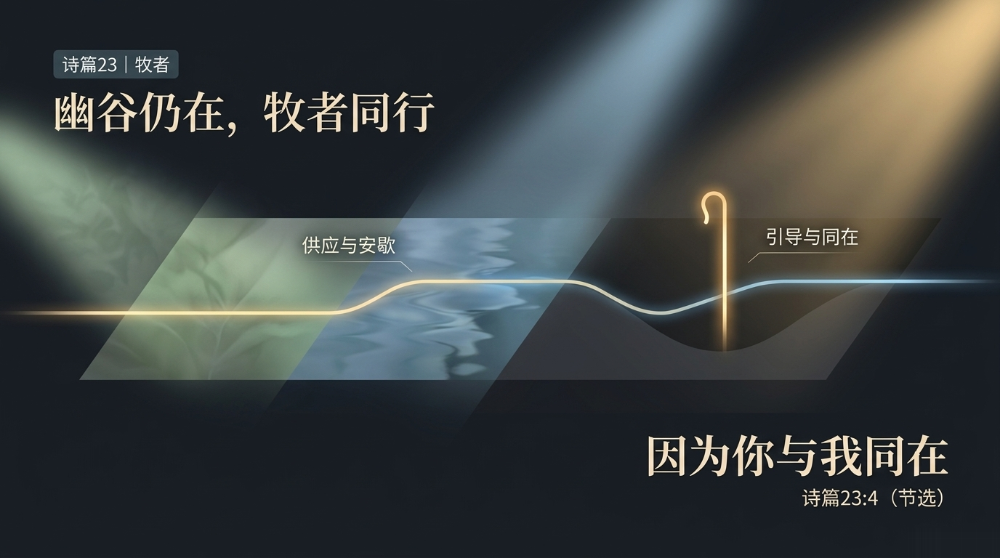 诗篇23｜牧者
幽谷仍在，牧者同行
供应与安歇
引导与同在
因为你与我同在
诗篇23:4（节选）